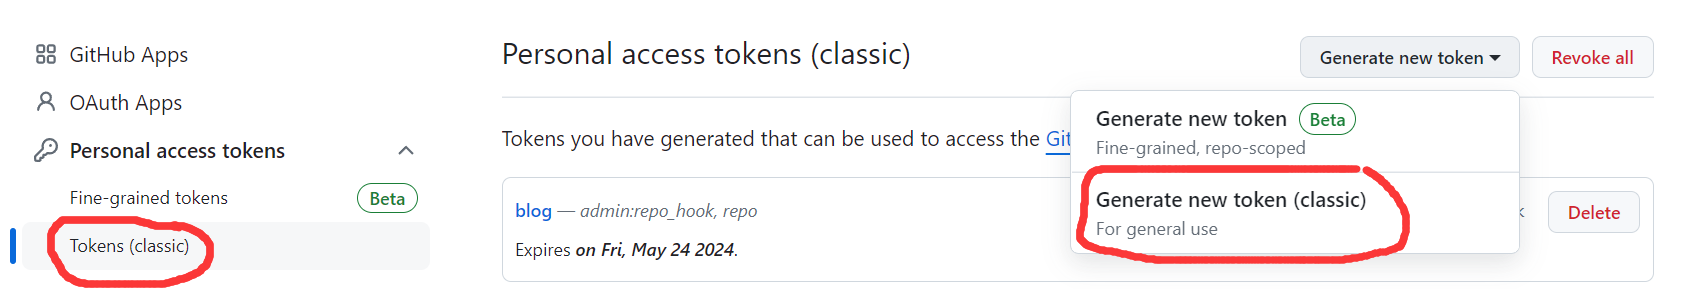 GitHub Apps
OAuth Apps
Personal access tokens
Fine-grained tokens Beta
Tokens (classic)
Personal access tokens (classic)
Generate new token
Revoke all
Generate new token Beta
Fine-grained, repo-scoped
Generate new token (classic)
For general use
Tokens you have generated that can be used to access the
blog — admin:repo_hook, repo
Delete
Expires on Fri, May 24 2024.